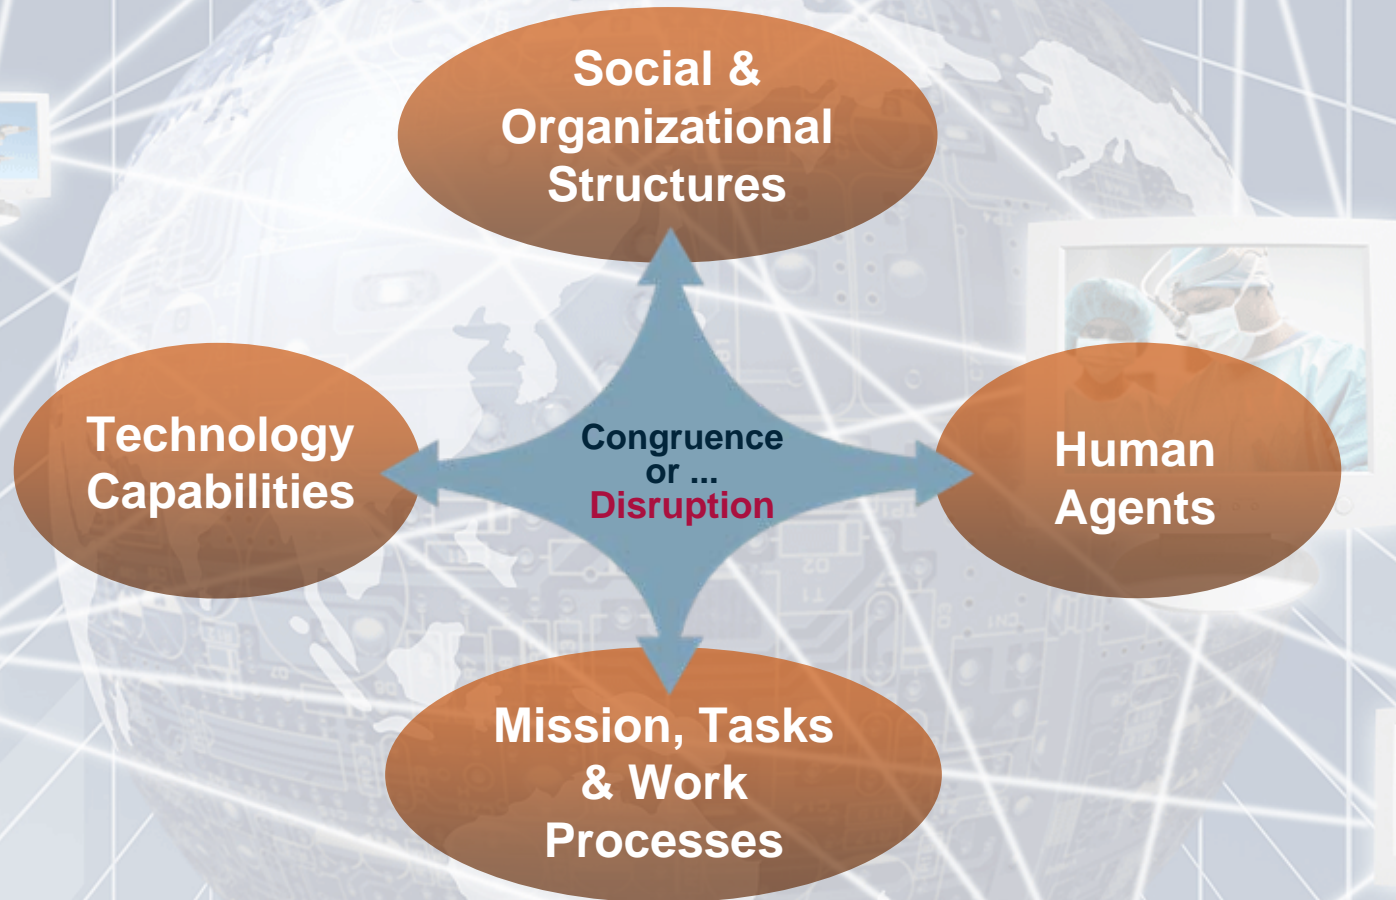 Social &
Organizational
Structures
Technology
Capabilities
Congruence
or ...
Disruption
Human
Agents
Mission, Tasks
& Work
Processes